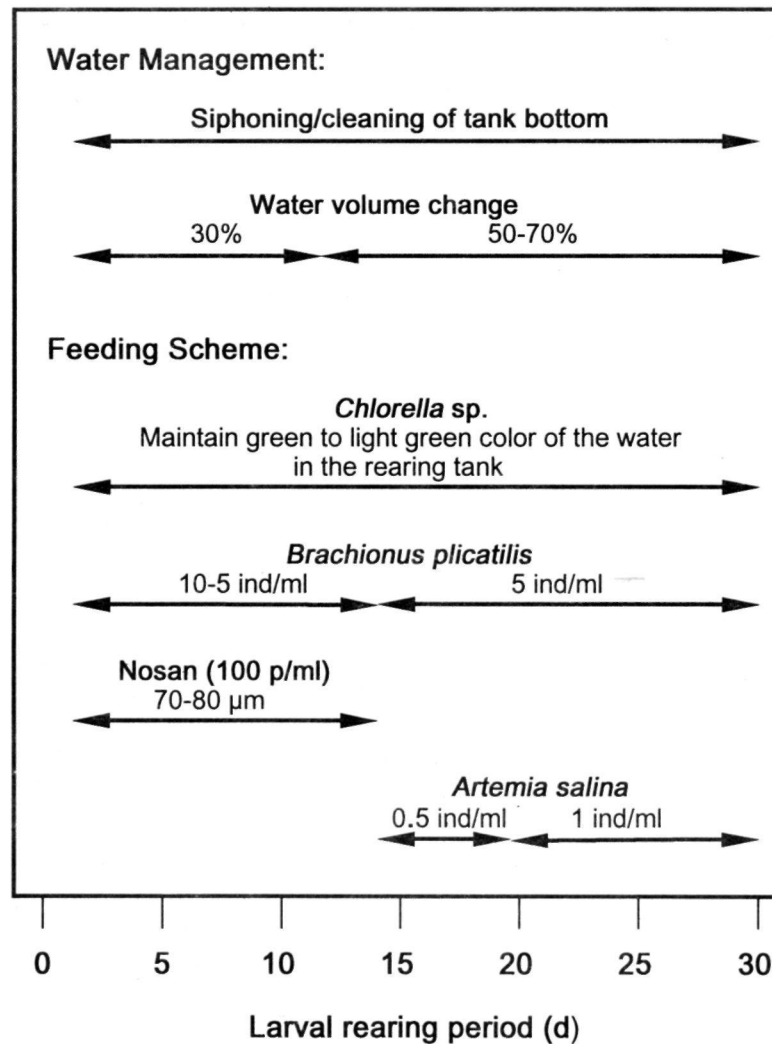 Water Management:
Siphoning/cleaning of tank bottom
Water volume change
30% 50-70%
Feeding Scheme:
Chlorella sp.
Maintain green to light green color of the water
in the rearing tank
Brachionus plicatilis
10-5 ind/ml 5 ind/ml
Nosan (100 p/ml)
70-80 µm
Artemia salina
0.5 ind/ml 1 ind/ml
0 5 10 15 20 25 30
Larval rearing period (d)